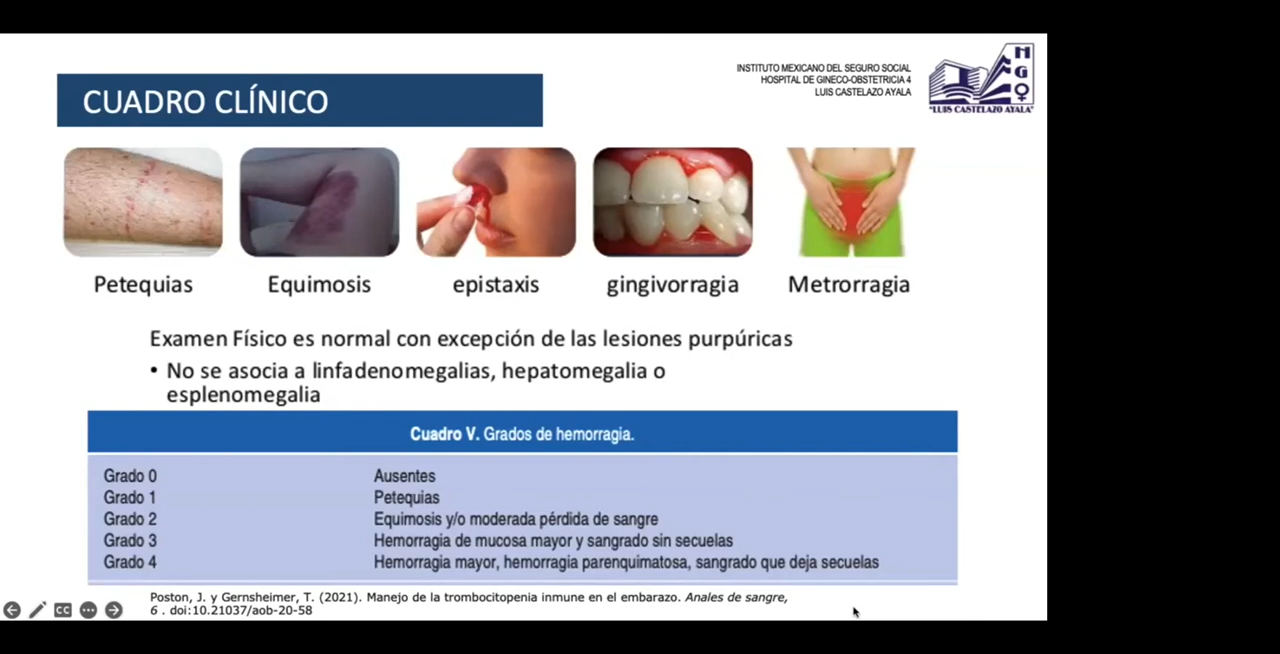 INSTITUTO MEXICANO DEL SEGURO SOCIAL
HOSPITAL DE GINECO-OBSTETRICIA 4
LUIS CASTELAZO AYALA
H
G
O
"LUIS CASTELAZO AYALA"
CUADRO CLÍNICO
Petequias
Equimosis
epistaxis
gingivorragia
Metrorragia
Examen Físico es normal con excepción de las lesiones purpúricas
• No se asocia a linfadenomegalias, hepatomegalia o
esplenomegalia
Cuadro V. Grados de hemorragia.
Grado 0 Ausentes
Grado 1 Petequias
Grado 2 Equimosis y/o moderada pérdida de sangre
Grado 3 Hemorragia de mucosa mayor y sangrado sin secuelas
Grado 4 Hemorragia mayor, hemorragia parenquimatosa, sangrado que deja secuelas
Poston, J. y Gernsheimer, T. (2021). Manejo de la trombocitopenia inmune en el embarazo. Anales de sangre,
6 . doi:10.21037/aob-20-58
CC